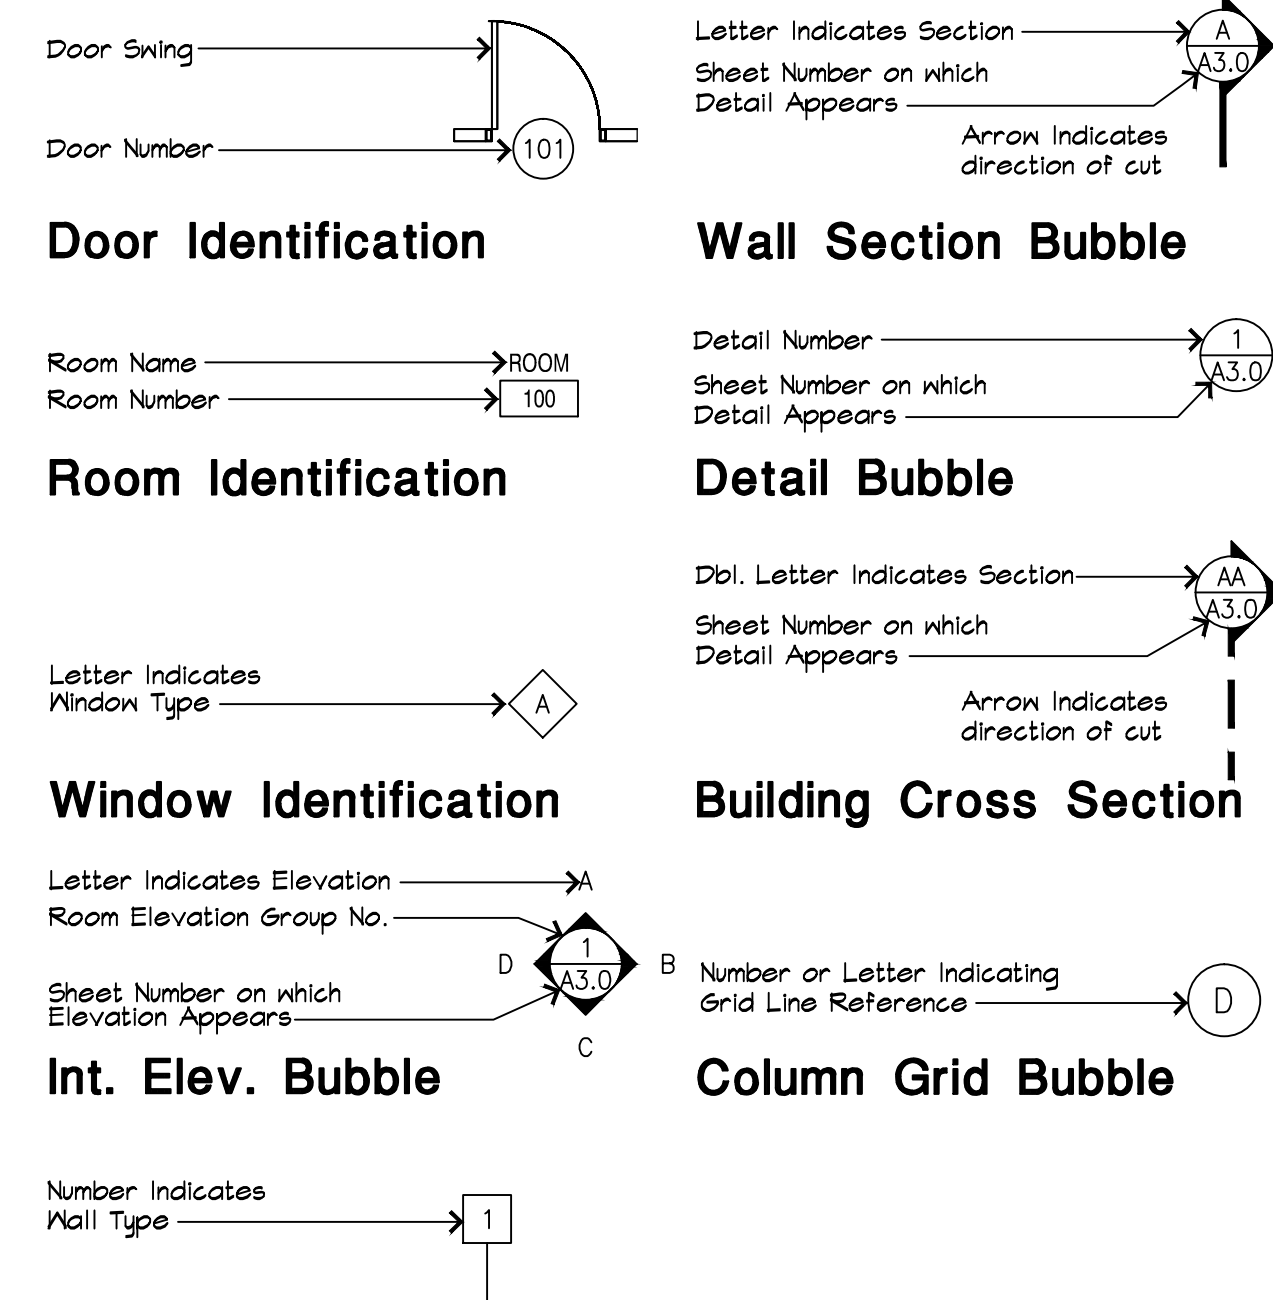 Door Swing
Door Number
101
Door Identification
Letter Indicates Section
A
A3.0
Sheet Number on which
Detail Appears
Arrow Indicates
direction of cut
Wall Section Bubble
Room Name
ROOM
Room Number
100
Room Identification
Detail Number
1
A3.0
Sheet Number on which
Detail Appears
Detail Bubble
Letter Indicates
Window Type
A
Window Identification
Dbl. Letter Indicates Section
AA
A3.0
Sheet Number on which
Detail Appears
Arrow Indicates
direction of cut
Building Cross Section
Letter Indicates Elevation
A
Room Elevation Group No.
1
D
B
A3.0
Sheet Number on which
Elevation Appears
C
Int. Elev. Bubble
Number or Letter Indicating
Grid Line Reference
D
Column Grid Bubble
Number Indicates
Wall Type
1